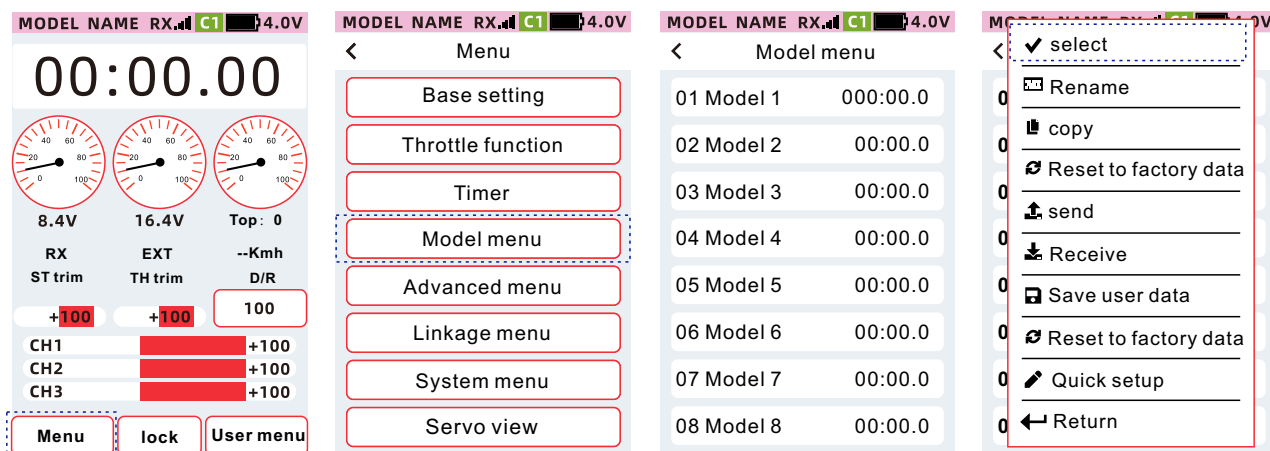 MODEL NAME RX C1 4.0V
00:00.00
20 40 60 80 0 100
20 40 60 80 0 100
20 40 60 80 0 100
8.4V 16.4V Top: 0
RX EXT --Kmh
ST trim TH trim D/R
+100 +100 100
CH1 +100
CH2 +100
CH3 +100
Menu lock User menu
MODEL NAME RX C1 4.0V
< Menu
Base setting
Throttle function
Timer
Model menu
Advanced menu
Linkage menu
System menu
Servo view
MODEL NAME RX C1 4.0V
< Model menu
01 Model 1 000:00.0
02 Model 2 00:00.0
03 Model 3 00:00.0
04 Model 4 00:00.0
05 Model 5 00:00.0
06 Model 6 00:00.0
07 Model 7 00:00.0
08 Model 8 00:00.0
select
Rename
copy
Reset to factory data
send
Receive
Save user data
Reset to factory data
Quick setup
Return